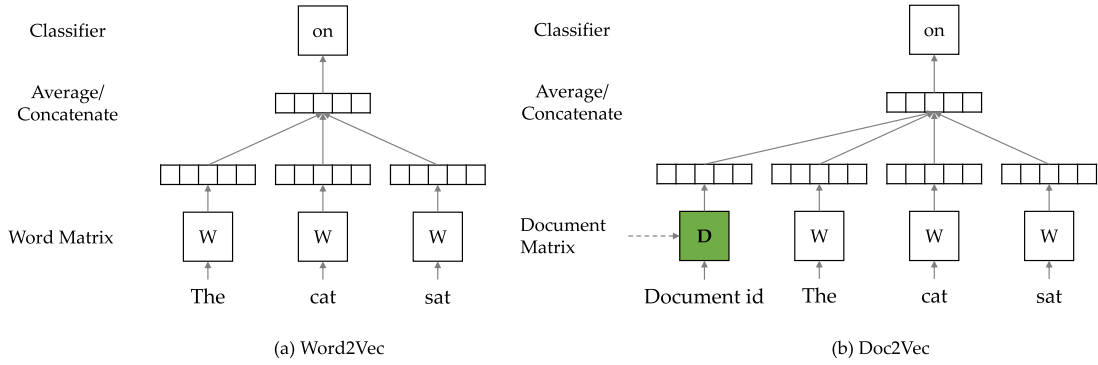 Classifier
on
Average/
Concatenate
Word Matrix
W
W
W
The
cat
sat
(a) Word2Vec
Classifier
on
Average/
Concatenate
Document
Matrix
D
W
W
W
Document id
The
cat
sat
(b) Doc2Vec